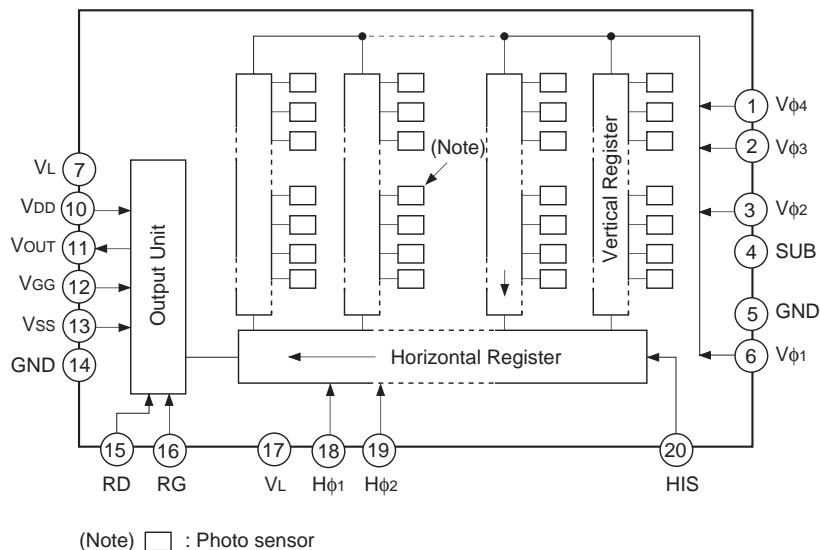 (Note)
Vertical Register
Output Unit
Horizontal Register
1 Vϕ4
2 Vϕ3
3 Vϕ2
4 SUB
5 GND
6 Vϕ1
VL 7
VDD 10
VOUT 11
VGG 12
VSS 13
GND 14
15 16 17 18 19 20
RD RG VL Hϕ1 Hϕ2 HIS
(Note) : Photo sensor